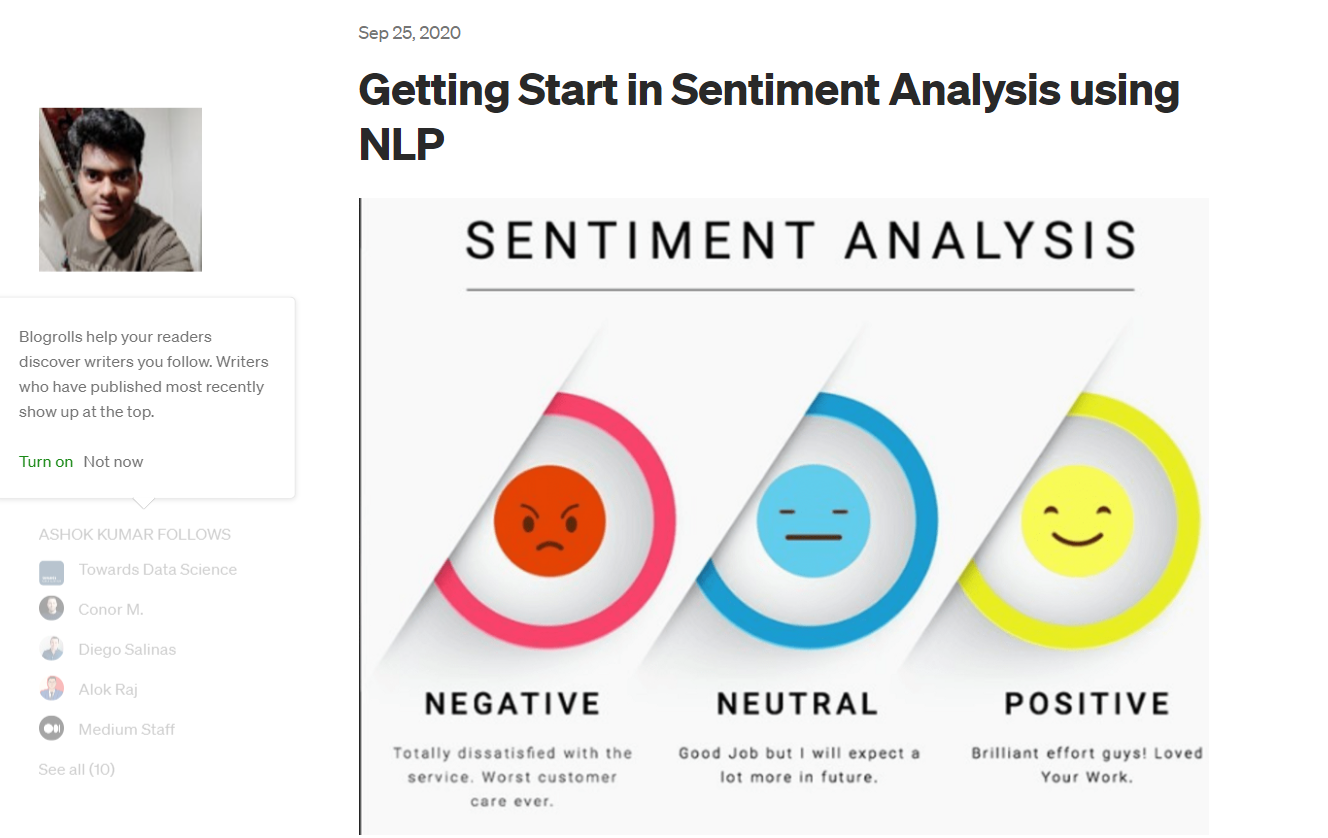 Sep 25, 2020
Getting Start in Sentiment Analysis using
NLP
Blogrolls help your readers
discover writers you follow. Writers
who have published most recently
show up at the top.
Turn on Not now
ASHOK KUMAR FOLLOWS
Towards Data Science
Conor M.
Diego Salinas
Alok Raj
Medium Staff
See all (10)
SENTIMENT ANALYSIS
NEGATIVE
Totally dissatisfied with the
service. Worst customer
care ever.
NEUTRAL
Good Job but I will expect a
lot more in future.
POSITIVE
Brilliant effort guys! Loved
Your Work.